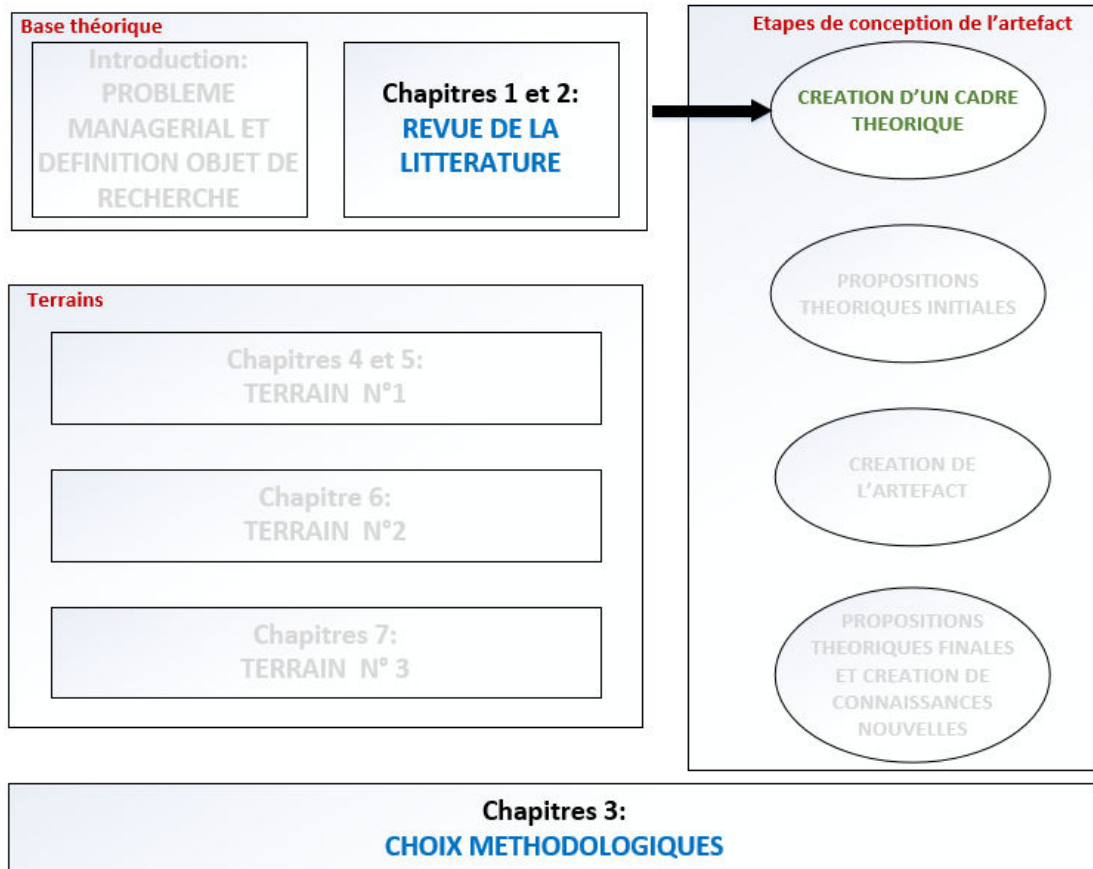 Base théorique
Introduction:
PROBLEME
MANAGERIAL ET
DEFINITION OBJET DE
RECHERCHE
Chapitres 1 et 2:
REVUE DE LA
LITTERATURE
Etapes de conception de l'artefact
CREATION D'UN CADRE
THEORIQUE
PROPOSITIONS
THEORIQUES INITIALES
CREATION DE
L'ARTEFACT
PROPOSITIONS
THEORIQUES FINALES
ET CREATION DE
CONNAISSANCES
NOUVELLES
Terrains
Chapitres 4 et 5:
TERRAIN N°1
Chapitre 6:
TERRAIN N°2
Chapitres 7:
TERRAIN N° 3
Chapitres 3:
CHOIX METHODOLOGIQUES